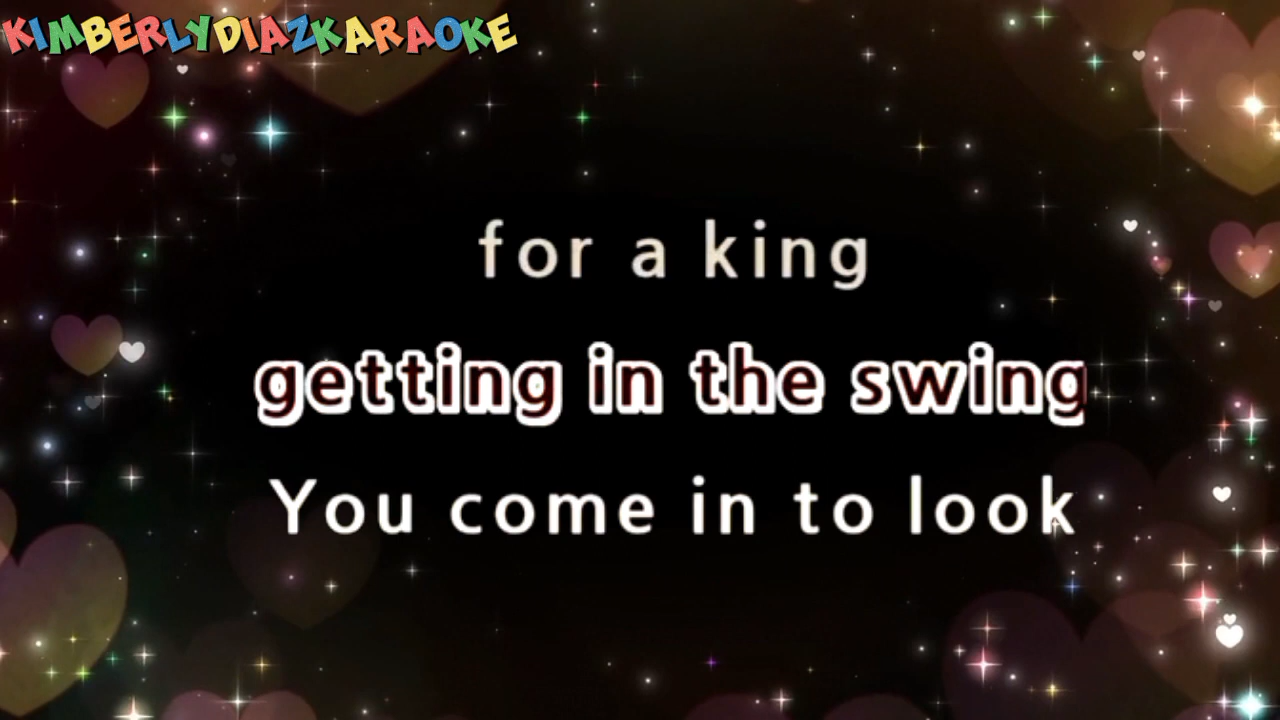 KIMBERLYDIAZKARAOKE
for a king
getting in the swing
You come in to look